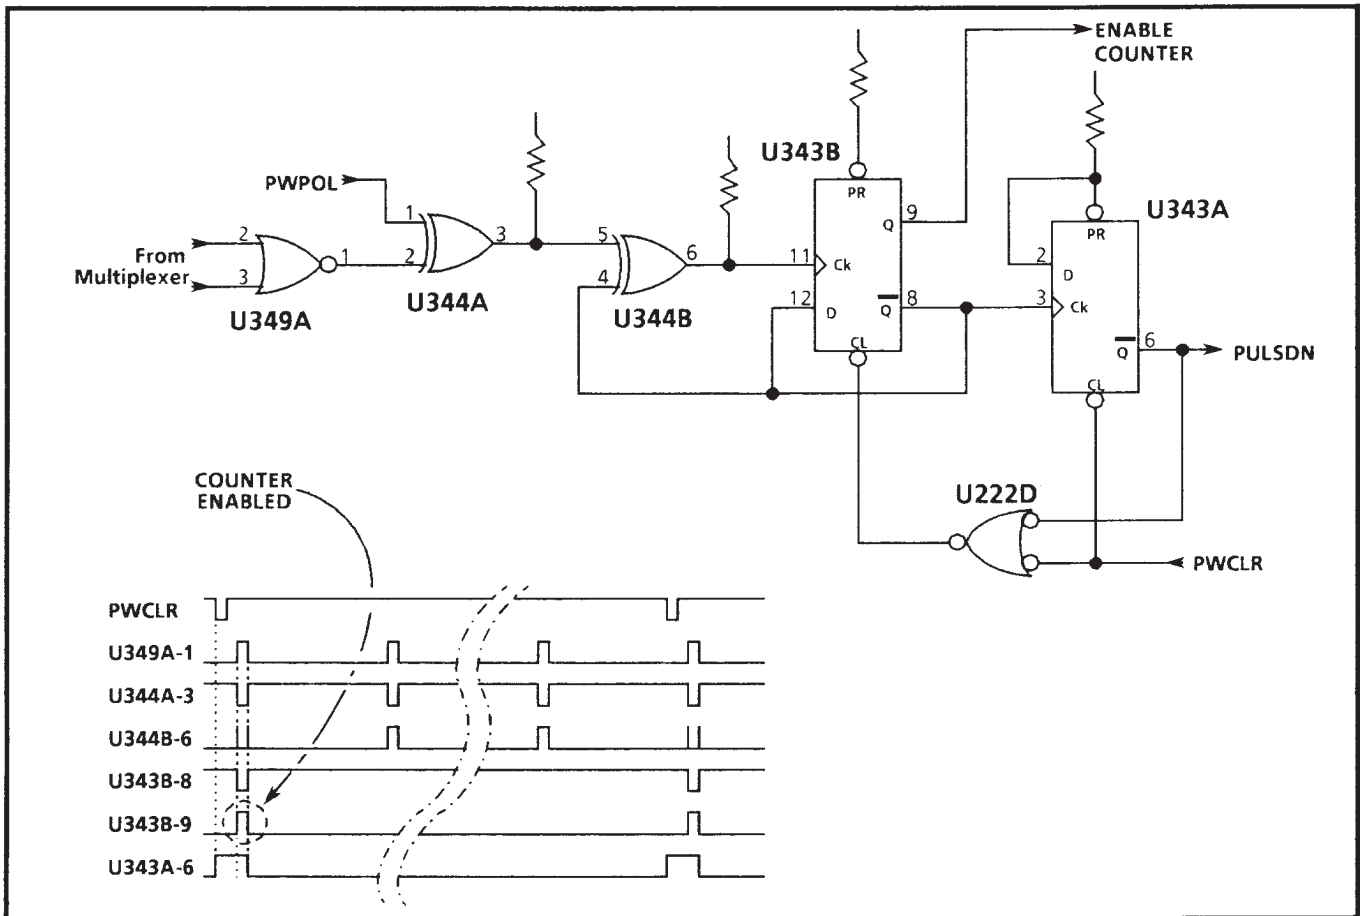 ENABLE
COUNTER
U343B
PWPOL
1
2
3
5
4
6
11
12
PR
Q
9
Ck
D
Q
8
CL
U343A
PR
2
D
3
Ck
Q
6
CL
PULSDN
From
Multiplexer
2
3
1
U349A
U344A
U344B
U222D
PWCLR
COUNTER
ENABLED
PWCLR
U349A-1
U344A-3
U344B-6
U343B-8
U343B-9
U343A-6